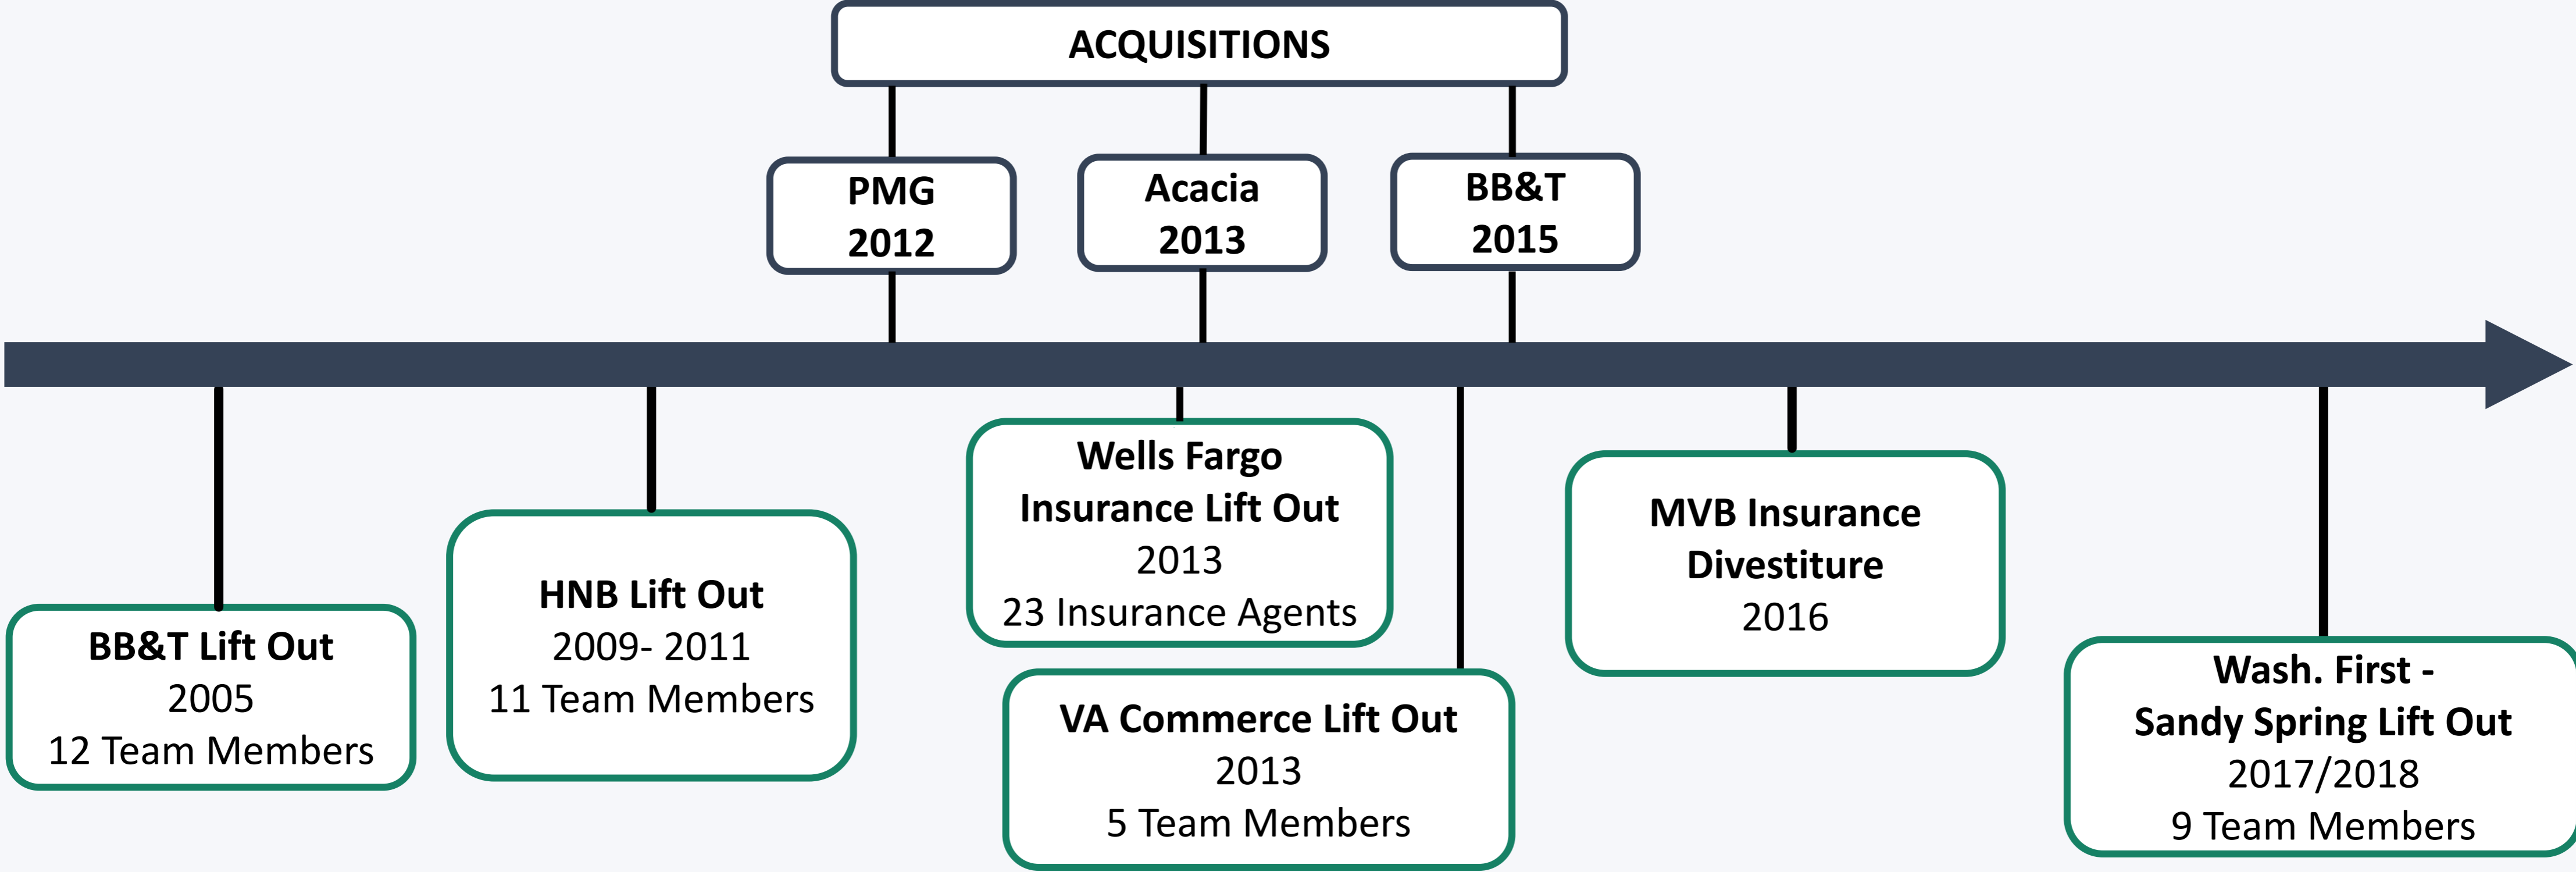 ACQUISITIONS
PMG
2012
Acacia
2013
BB&T
2015
BB&T Lift Out
2005
12 Team Members
HNB Lift Out
2009- 2011
11 Team Members
Wells Fargo
Insurance Lift Out
2013
23 Insurance Agents
VA Commerce Lift Out
2013
5 Team Members
MVB Insurance
Divestiture
2016
Wash. First -
Sandy Spring Lift Out
2017/2018
9 Team Members